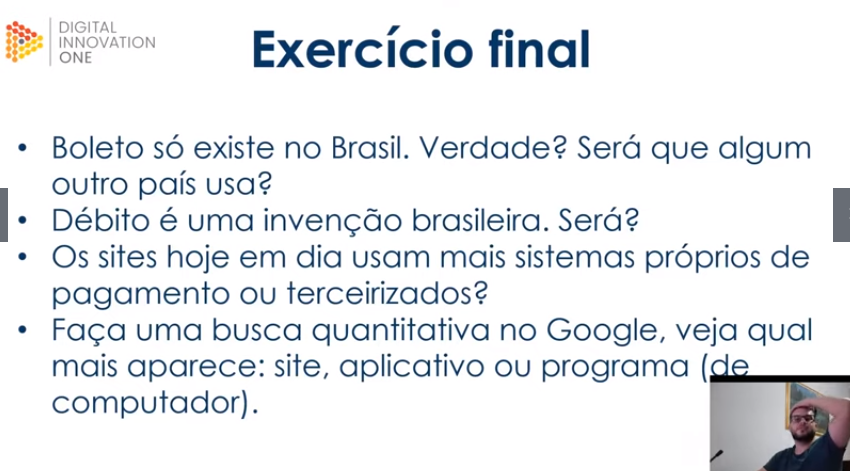 DIGITAL
INNOVATION
ONE
Exercício final
• Boleto só existe no Brasil. Verdade? Será que algum
outro país usa?
• Débito é uma invenção brasileira. Será?
• Os sites hoje em dia usam mais sistemas próprios de
pagamento ou terceirizados?
• Faça uma busca quantitativa no Google, veja qual
mais aparece: site, aplicativo ou programa (de
computador).